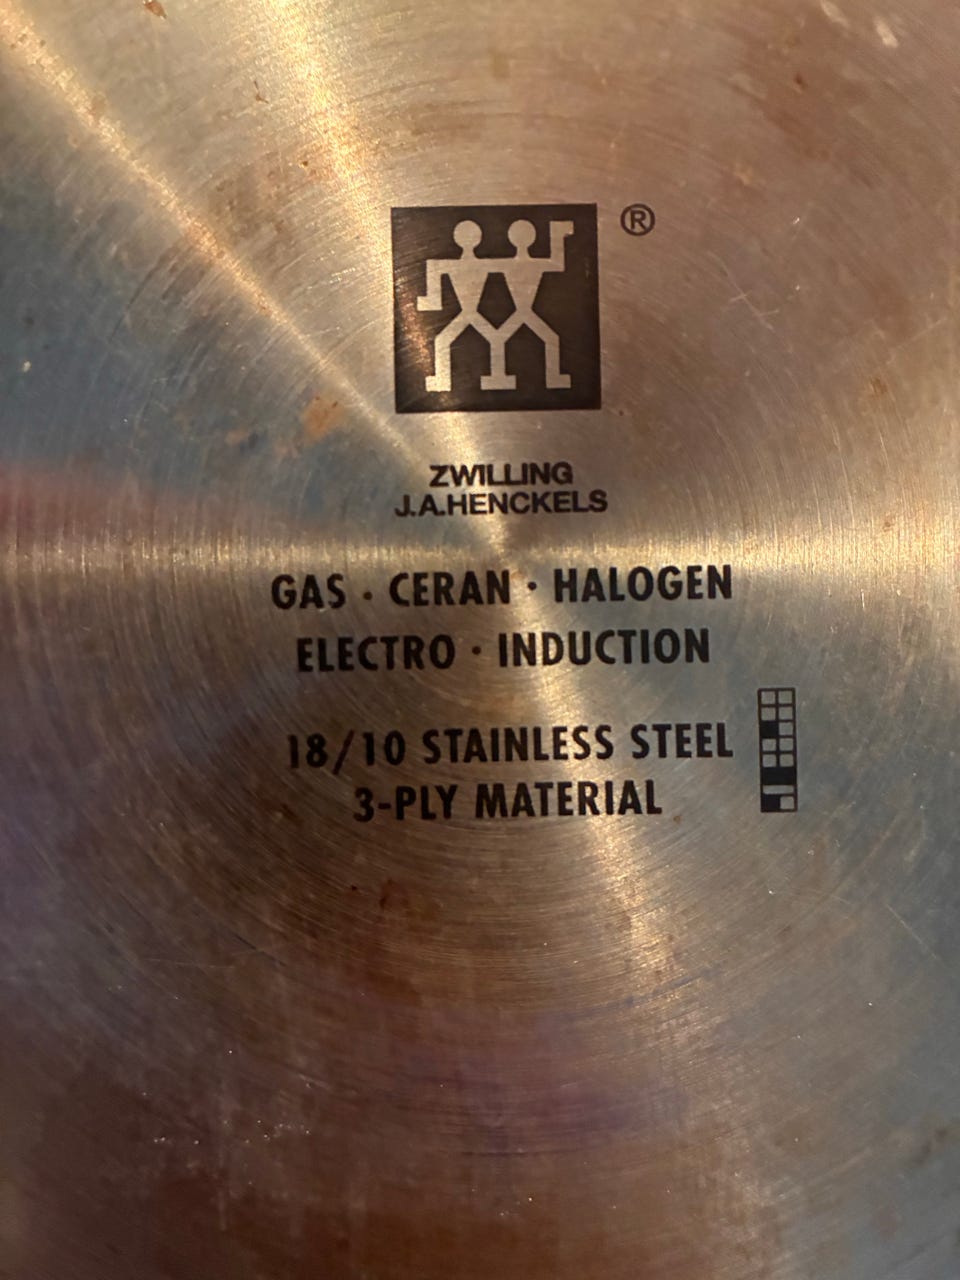 ®
ZWILLING
J.A.HENCKELS
GAS · CERAN · HALOGEN
ELECTRO · INDUCTION
18/10 STAINLESS STEEL
3-PLY MATERIAL